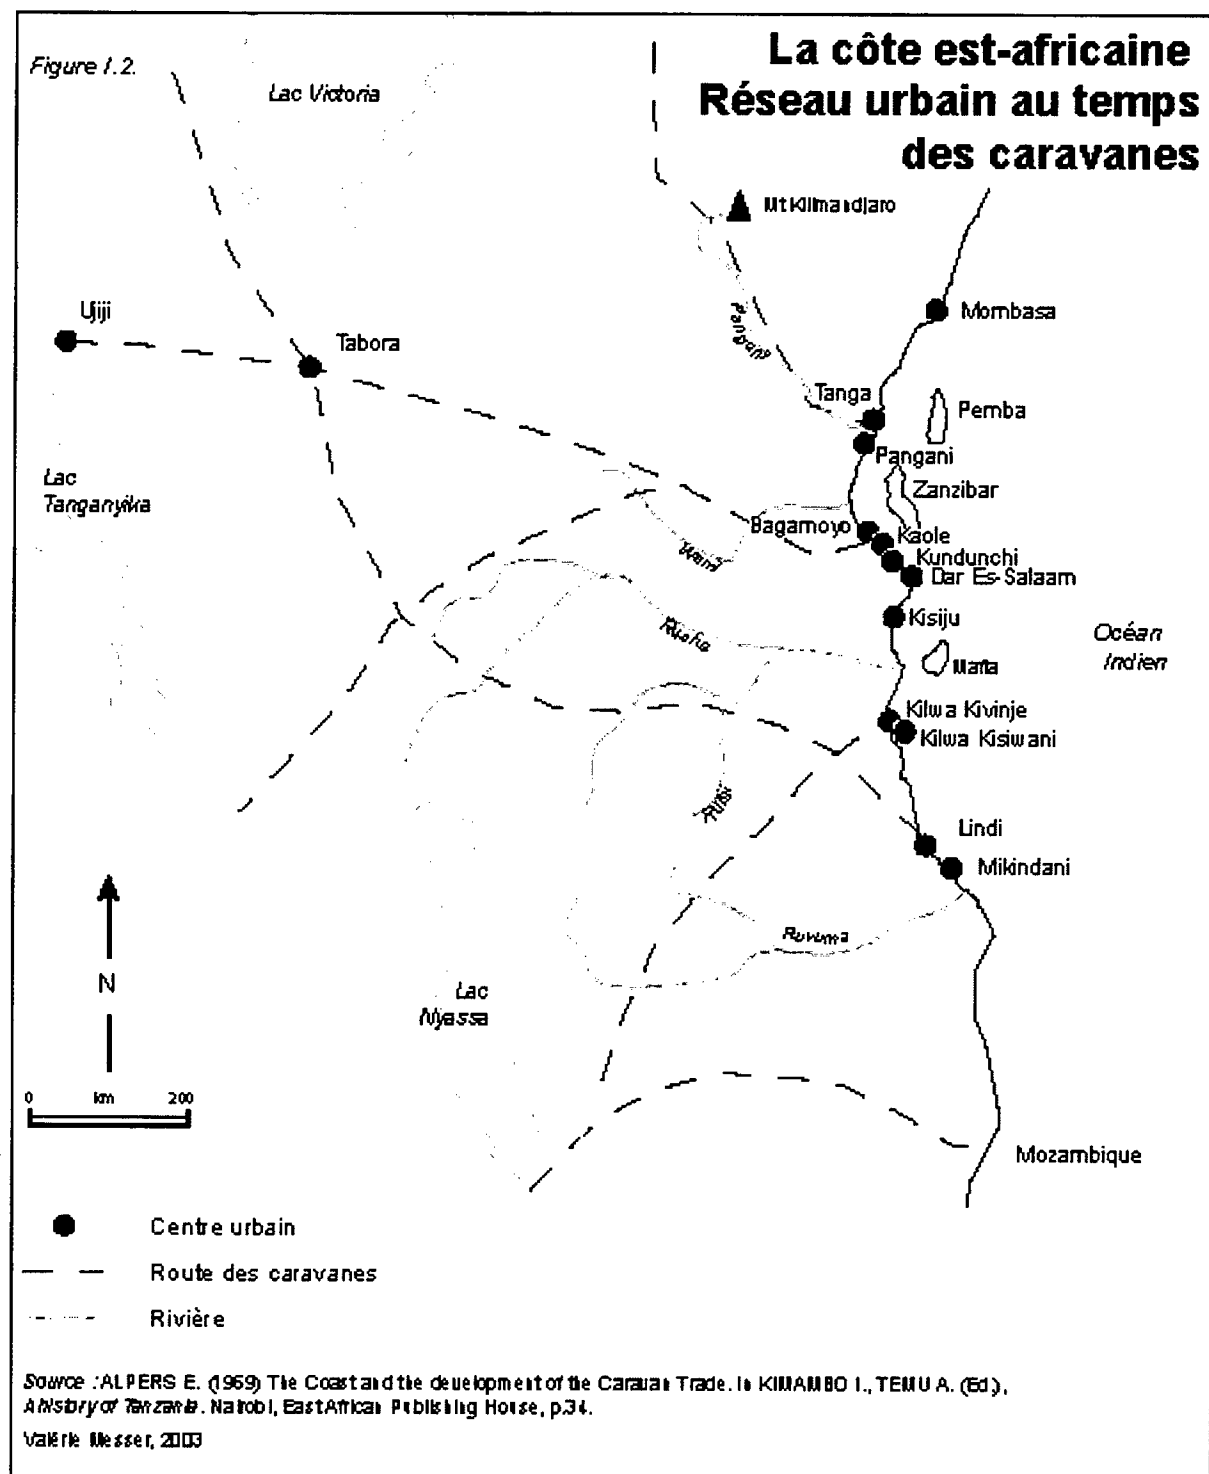 Figure I.2.
La côte est-africaine
Réseau urbain au temps
des caravanes
Lac Victoria
Mt Kilimandjaro
Ujiji
Tabora
Mombasa
Pangani
Tanga
Pemba
Pangani
Lac
Tanganyika
Zanzibar
Bagamoyo
Kaole
Wami
Kundunchi
Dar Es-Salaam
Kisiju
Ruaha
Océan
Indien
Mafia
Kilwa Kivinje
Kilwa Kisiwani
Lindi
Mikindani
N
Ruvuma
Lac
Nyassa
0 km 200
Mozambique
Centre urbain
Route des caravanes
Rivière
Source : ALPERS E. (1969) The Coast and the development of the Caravan Trade. In KIMAMBO I., TEMU A. (Ed.),
A history of Tanzania. Nairobi, East African Publishing House, p.34.
Valérie Messer, 2003